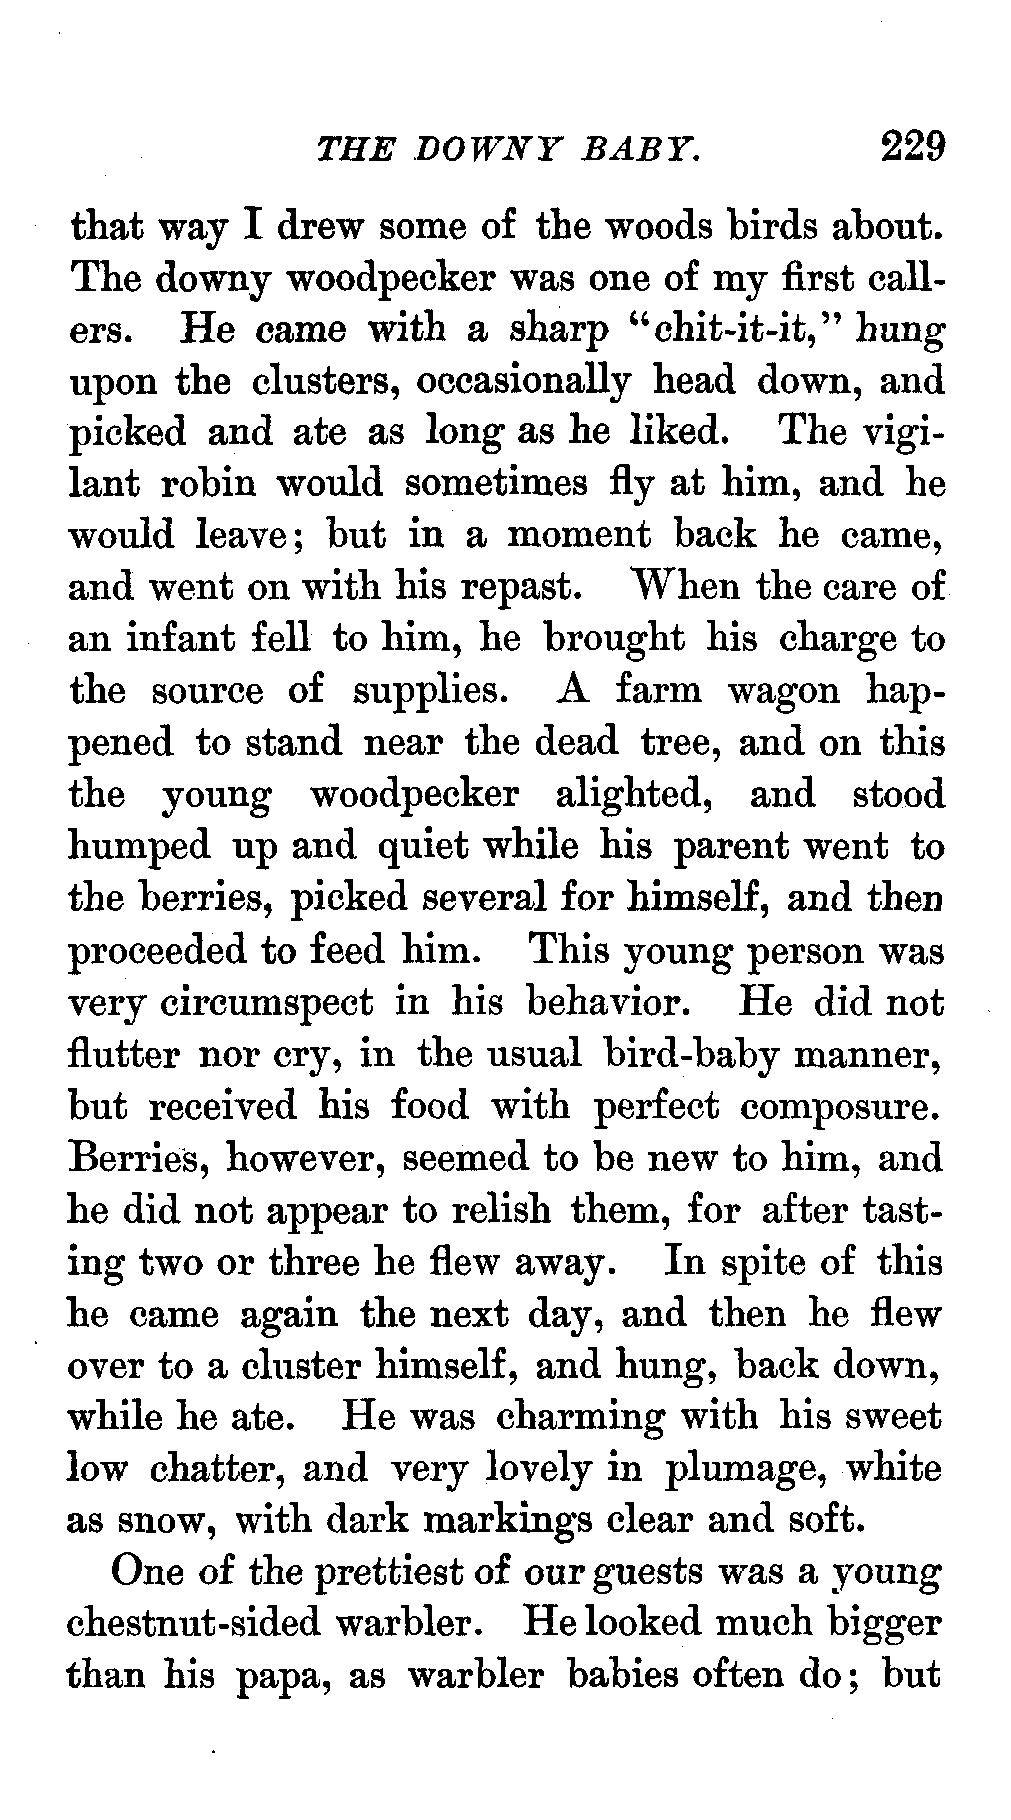 THE DOWNY BABY. 229
that way I drew some of the woods birds about.
The downy woodpecker was one of my first call-
ers. He came with a sharp "chit-it-it," hung
upon the clusters, occasionally head down, and
picked and ate as long as he liked. The vigi-
lant robin would sometimes fly at him, and he
would leave; but in a moment back he came,
and went on with his repast. When the care of
an infant fell to him, he brought his charge to
the source of supplies. A farm wagon hap-
pened to stand near the dead tree, and on this
the young woodpecker alighted, and stood
humped up and quiet while his parent went to
the berries, picked several for himself, and then
proceeded to feed him. This young person was
very circumspect in his behavior. He did not
flutter nor cry, in the usual bird-baby manner,
but received his food with perfect composure.
Berries, however, seemed to be new to him, and
he did not appear to relish them, for after tast-
ing two or three he flew away. In spite of this
he came again the next day, and then he flew
over to a cluster himself, and hung, back down,
while he ate. He was charming with his sweet
low chatter, and very lovely in plumage, white
as snow, with dark markings clear and soft.
One of the prettiest of our guests was a young
chestnut-sided warbler. He looked much bigger
than his papa, as warbler babies often do; but